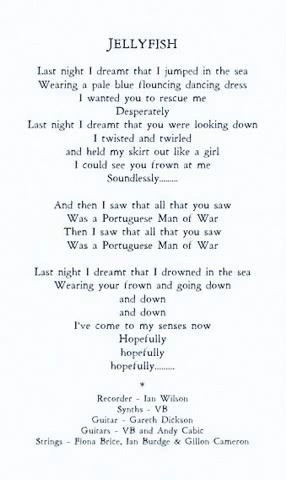 JELLYFISH
Last night I dreamt that I jumped in the sea
Wearing a pale blue flouncing dancing dress
I wanted you to rescue me
Desperately
Last night I dreamt that you were looking down
I twisted and twirled
and held my skirt out like a girl
I could see you frown at me
Soundlessly.........
And then I saw that all that you saw
Was a Portuguese Man of War
Then I saw that all that you saw
Was a Portuguese Man of War
Last night I dreamt that I drowned in the sea
Wearing your frown and going down
and down
and down
I've come to my senses now
Hopefully
hopefully
hopefully.........
*
Recorder - Ian Wilson
Synths - VB
Guitar - Gareth Dickson
Guitars - VB and Andy Cabic
Strings - Fiona Brice, Ian Burdge & Gillon Cameron